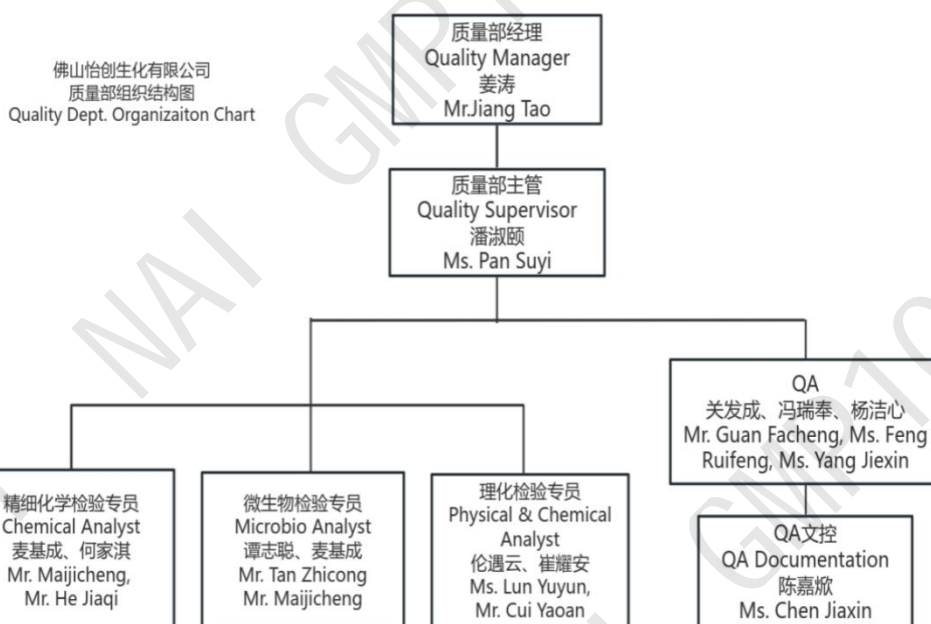 佛山怡创生化有限公司
质量部组织结构图
Quality Dept. Organizaiton Chart
质量部经理
Quality Manager
姜涛
Mr.Jiang Tao
质量部主管
Quality Supervisor
潘淑颐
Ms. Pan Suyi
QA
关发成、冯瑞奉、杨洁心
Mr. Guan Facheng, Ms. Feng
Ruifeng, Ms. Yang Jiexin
精细化学检验专员
Chemical Analyst
麦基成、何家淇
Mr. Maijicheng,
Mr. He Jiaqi
微生物检验专员
Microbio Analyst
谭志聪、麦基成
Mr. Tan Zhicong
Mr. Maijicheng
理化检验专员
Physical & Chemical
Analyst
伦遇云、崔耀安
Ms. Lun Yuyun,
Mr. Cui Yaoan
QA文控
QA Documentation
陈嘉焮
Ms. Chen Jiaxin
NAI GMP10
GMP10